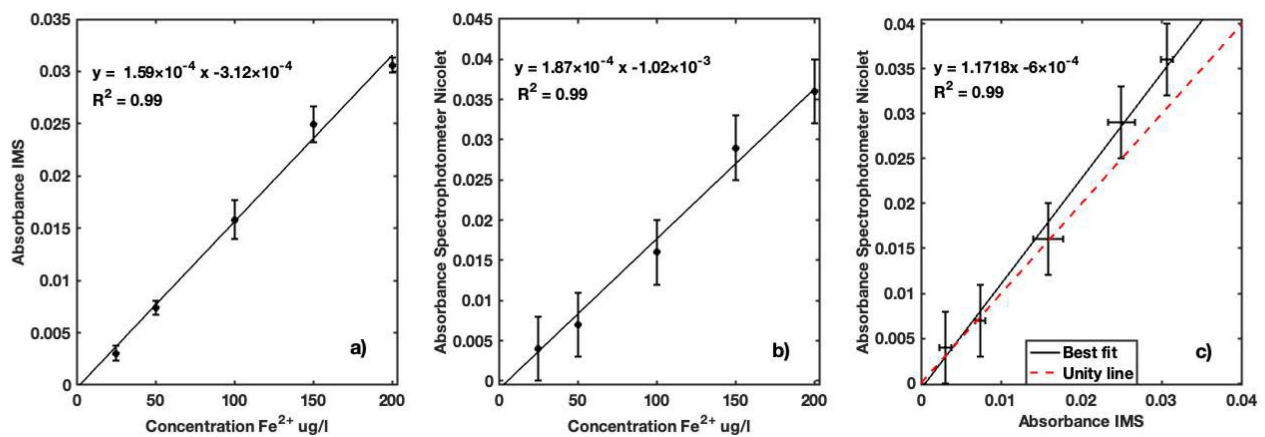 0.035
0.03
0.025
0.02
0.015
0.01
0.005
0
Absorbance IMS
y = 1.59×10⁻⁴ x -3.12×10⁻⁴
R² = 0.99
a)
0 50 100 150 200
Concentration Fe²⁺ ug/l
0.045
0.04
0.035
0.03
0.025
0.02
0.015
0.01
0.005
0
Absorbance Spectrophotometer Nicolet
y = 1.87×10⁻⁴ x -1.02×10⁻³
R² = 0.99
b)
0 50 100 150 200
Concentration Fe²⁺ ug/l
0.04
0.035
0.03
0.025
0.02
0.015
0.01
0.005
0
Absorbance Spectrophotometer Nicolet
y = 1.1718x -6×10⁻⁴
R² = 0.99
Best fit
Unity line
c)
0 0.01 0.02 0.03 0.04
Absorbance IMS